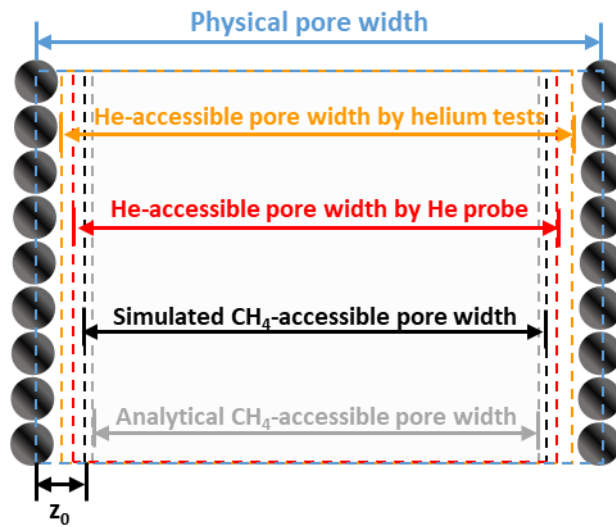 Physical pore width
He-accessible pore width by helium tests
He-accessible pore width by He probe
Simulated CH₄-accessible pore width
Analytical CH₄-accessible pore width
z₀